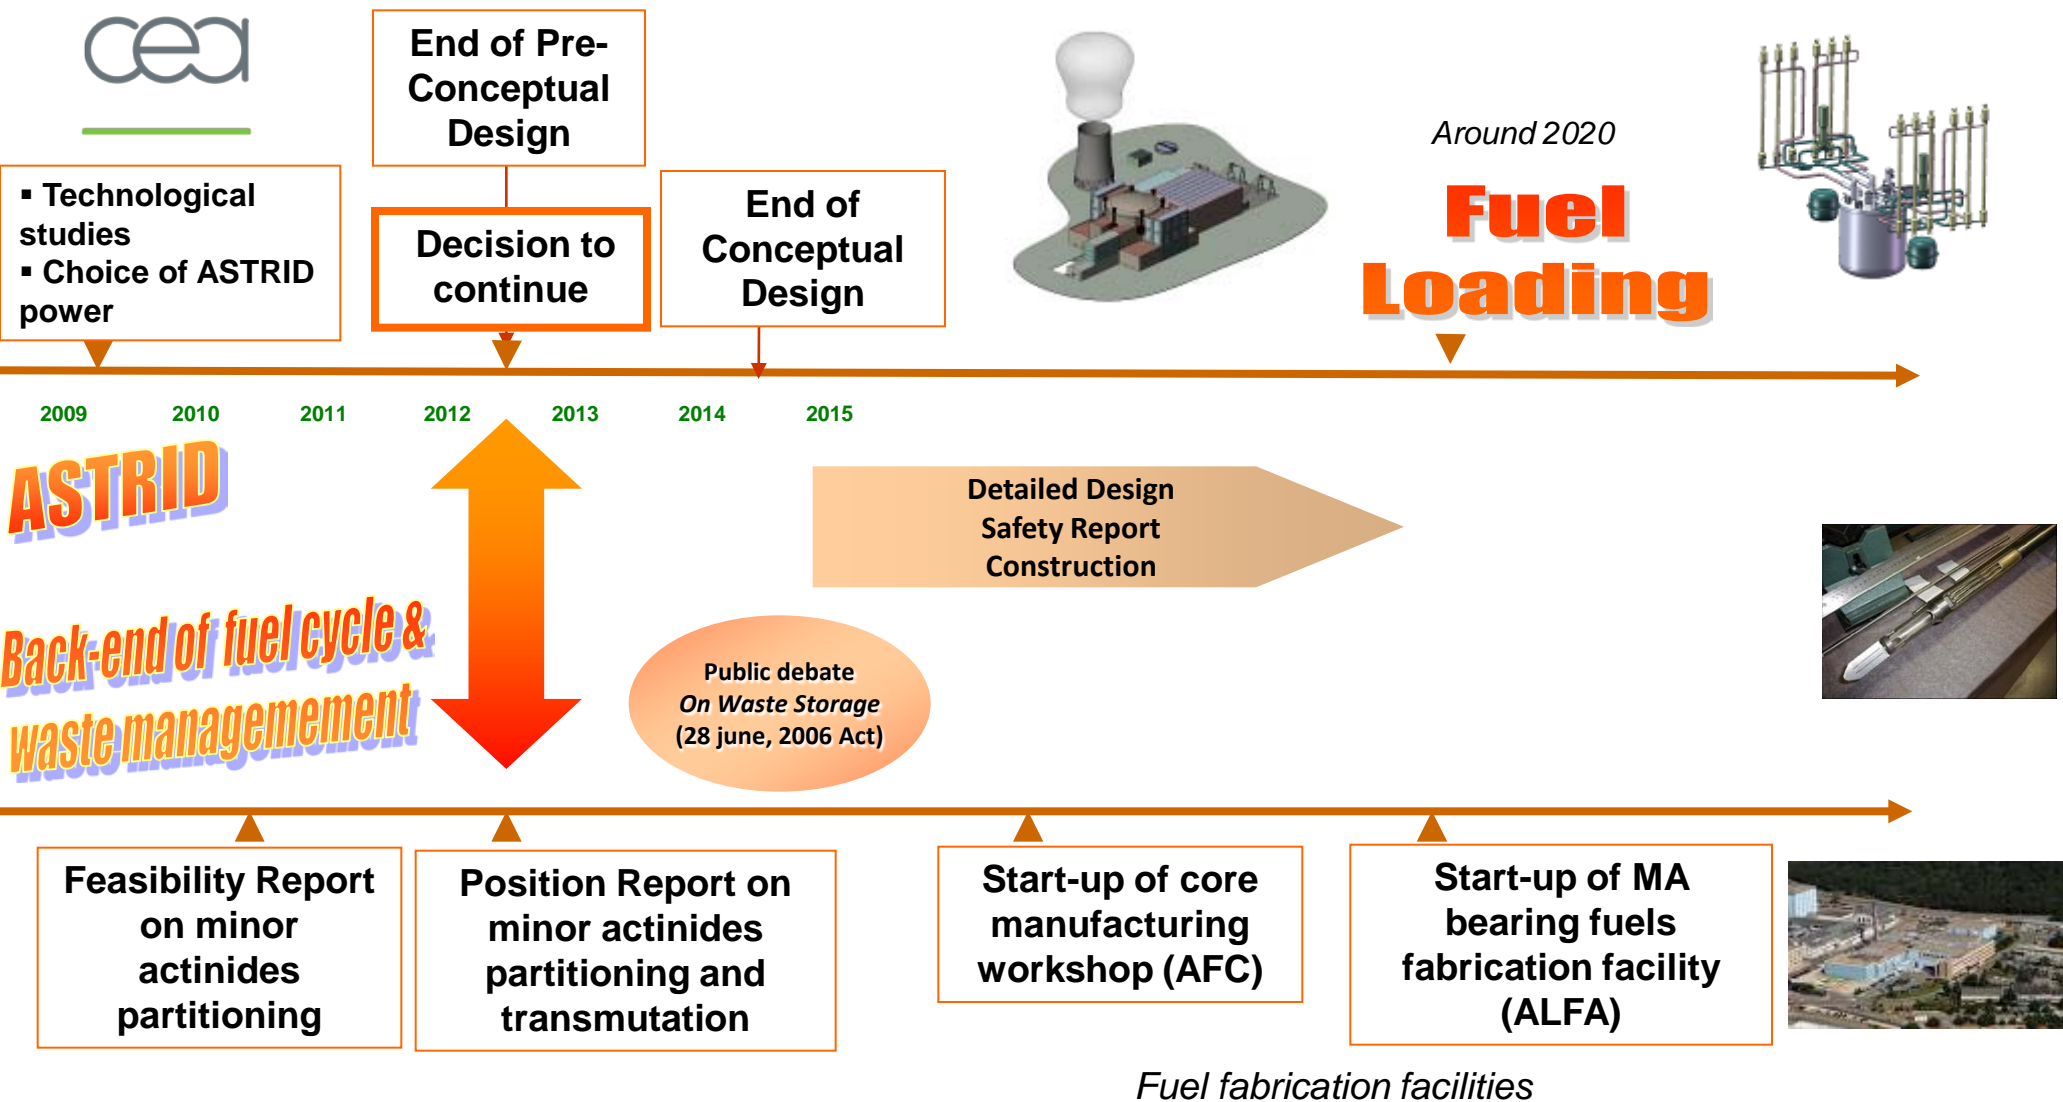 cea
End of Pre-
Conceptual
Design
Around 2020
▪ Technological
studies
▪ Choice of ASTRID
power
Decision to
continue
End of
Conceptual
Design
Fuel
Loading
2009 2010 2011 2012 2013 2014 2015
ASTRID
Detailed Design
Safety Report
Construction
Back-end of fuel cycle &
waste managemement
Public debate
On Waste Storage
(28 june, 2006 Act)
Feasibility Report
on minor
actinides
partitioning
Position Report on
minor actinides
partitioning and
transmutation
Start-up of core
manufacturing
workshop (AFC)
Start-up of MA
bearing fuels
fabrication facility
(ALFA)
Fuel fabrication facilities